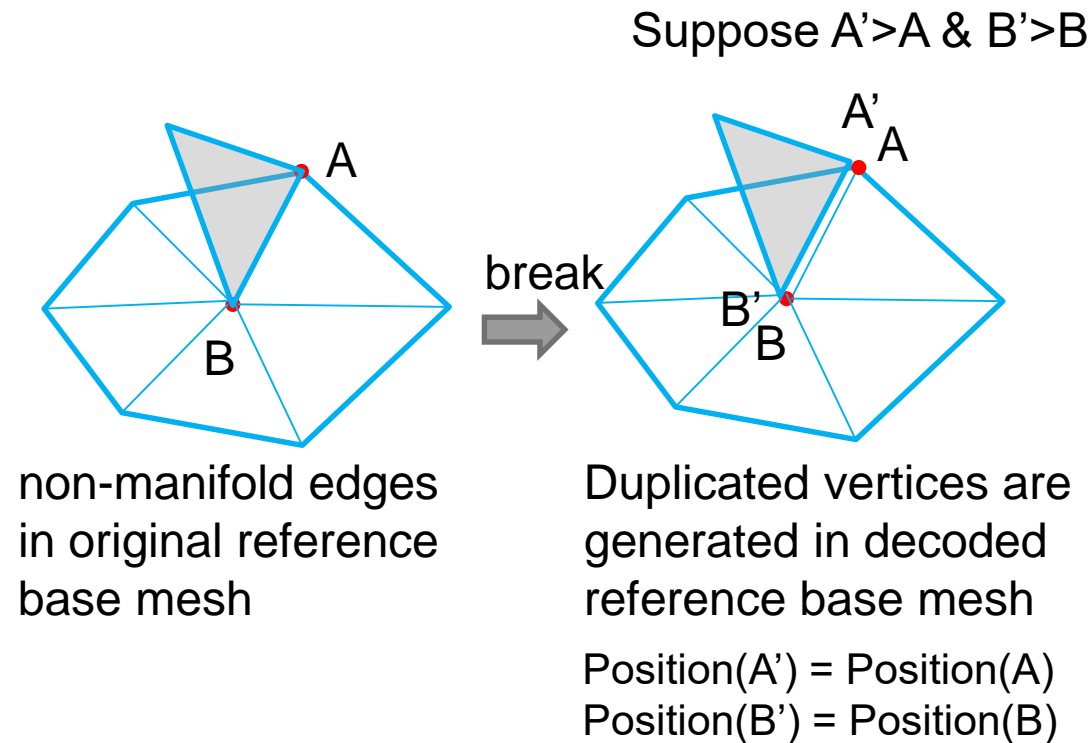 Suppose A’>A & B’>B
A
B
break
A’
A
B’
B
non-manifold edges
in original reference
base mesh
Duplicated vertices are
generated in decoded
reference base mesh
Position(A’) = Position(A)
Position(B’) = Position(B)